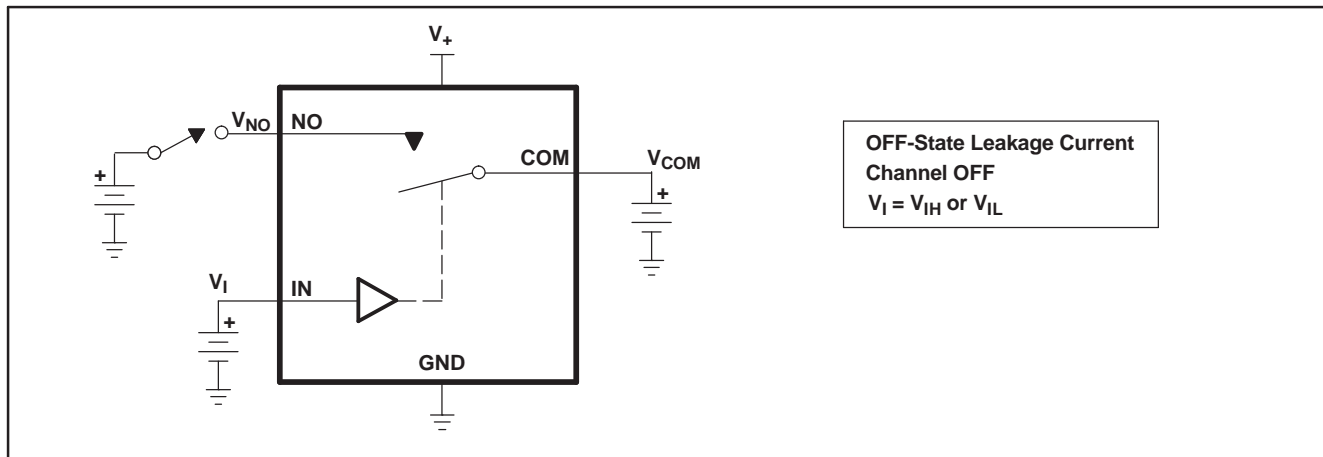 V+
VNO NO
COM VCOM
+
+
VI IN
+
GND
OFF-State Leakage Current
Channel OFF
VI = VIH or VIL